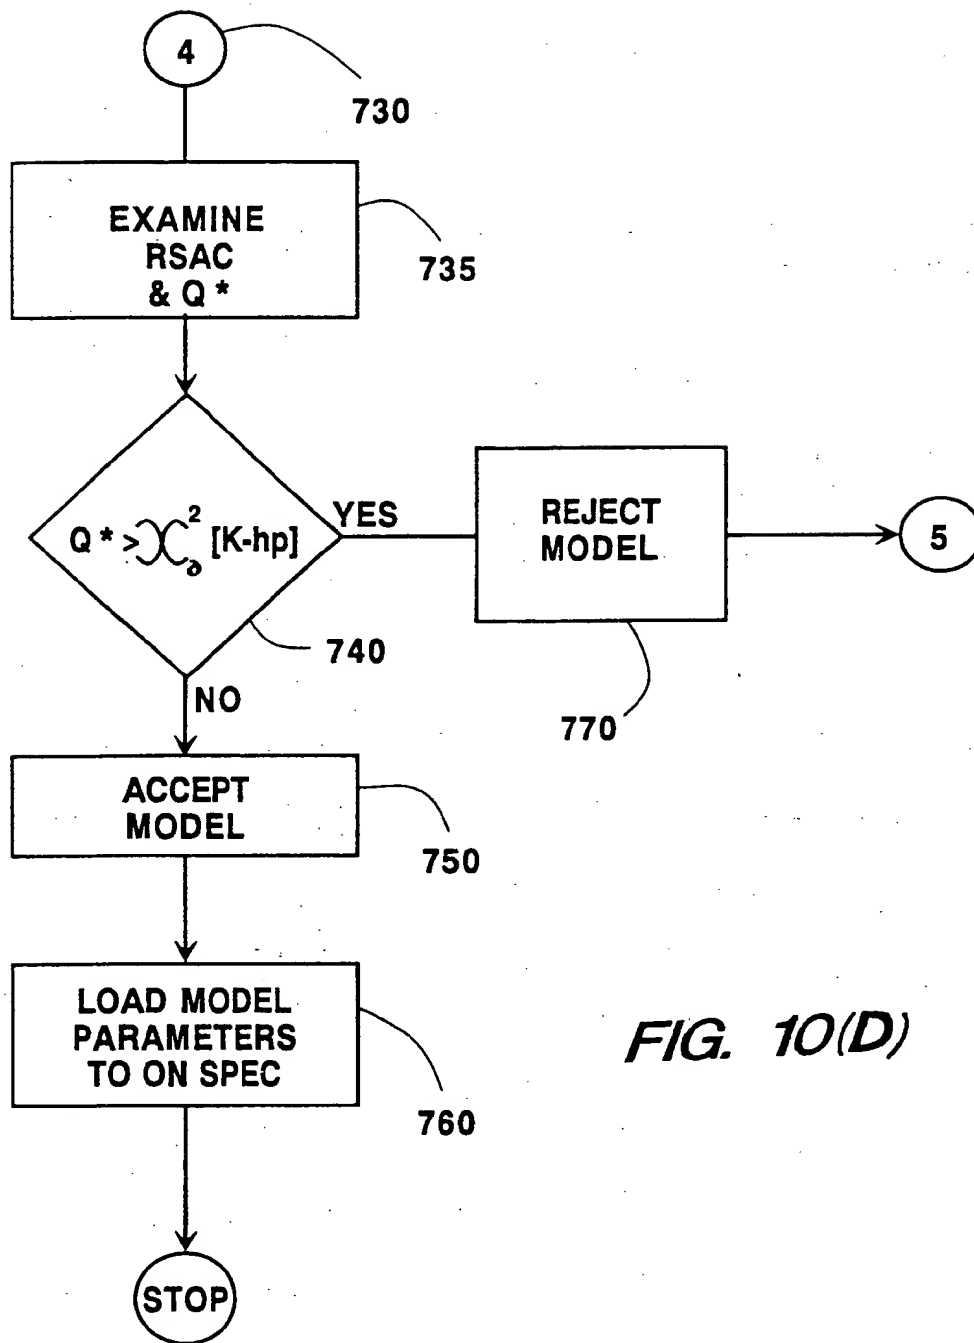 4
730
EXAMINE
RSAC
& Q *
735
Q * > χ²∂ [K-hp]
YES
REJECT
MODEL
5
740
770
NO
ACCEPT
MODEL
750
LOAD MODEL
PARAMETERS
TO ON SPEC
760
FIG. 10(D)
STOP